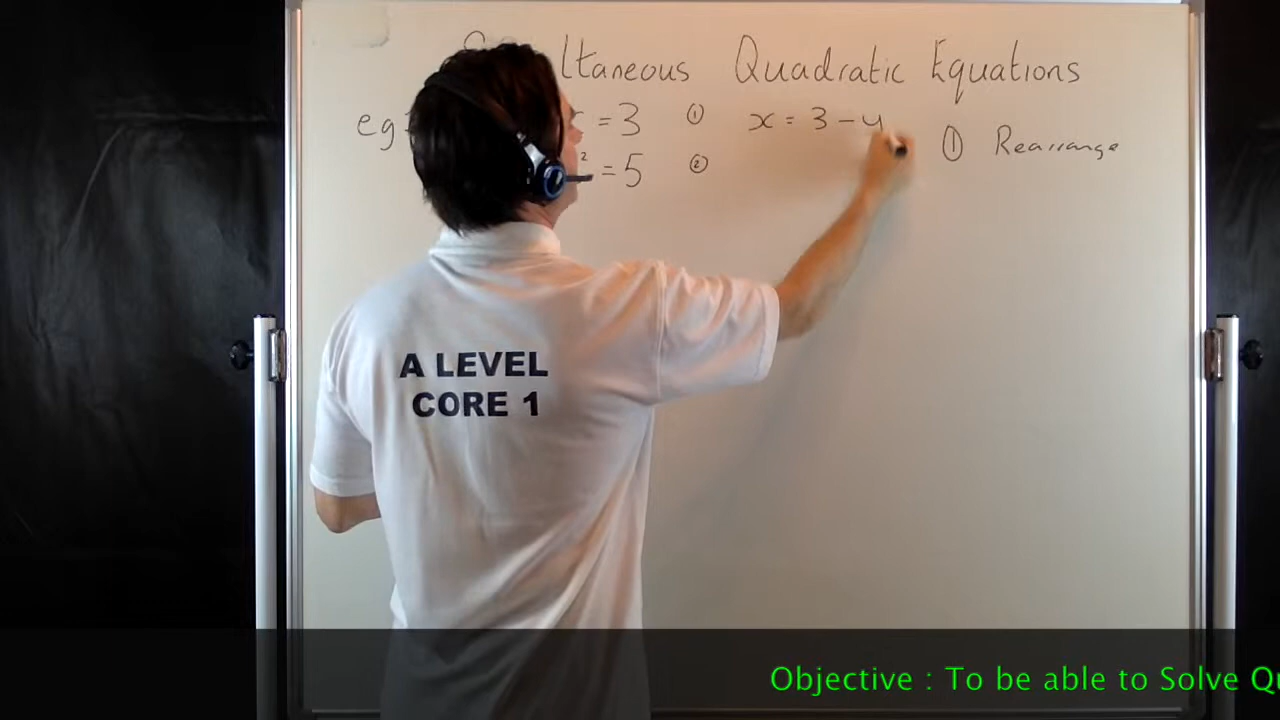 Quadratic Equations
eg = 3 ① x = 3 - y
² = 5 ② ① Rearrange
A LEVEL
CORE 1
Objective : To be able to Solve